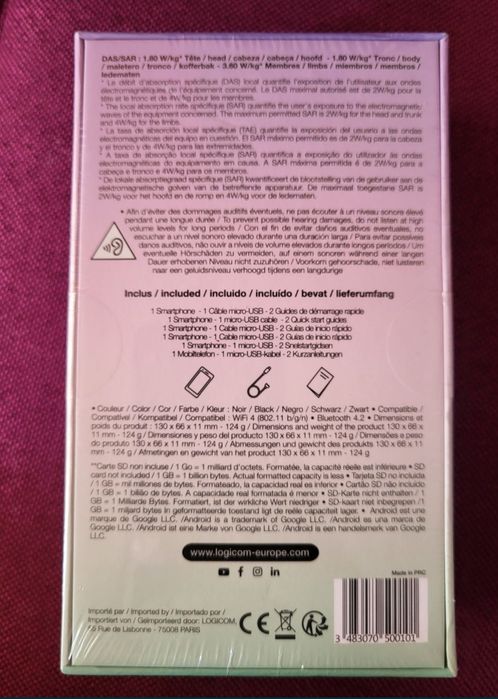 DAS/SAR : 1.80 W/kg* Tête / head / cabeza / cabeça / hoofd - 1.80 W/kg* Tronc / body
/ maletero / tronco / kofferbak - 3.60 W/kg* Membres / limbs / miembros / membros /
ledematen
* Le débit d'absorption spécifique (DAS) local quantifie l'exposition de l'utilisateur aux ondes
électromagnétiques de l'équipement concerné. Le DAS maximal autorisé est de 2W/kg pour la
tête et le tronc et de 4W/kg pour les membres.
* The local absorption rate specific (SAR) quantifie the user's exposure to the electromagnetic
waves of the equipment concerned. The maximum permitted SAR is 2W/kg for the head and trunk
and 4W/kg for the limbs.
* La tasa de absorción local específica (TAE) quantifie la exposición del usuario a las ondas
electromagnéticas del equipo en cuestión. El SAR máximo permitido es de 2W/kg para la cabeza
y el tronco y de 4W/kg para las extremidades.
* A taxa de absorção local específica (SAR) quantifica a exposição do utilizador às ondas
electromagnéticas do equipamento em causa. A SAR máxima permitida é de 2W/kg para a
cabeça e tronco e 4W/kg para os membros.
* De lokale absorptiegraad specifique (SAR) kwantificeert de blootstelling van de gebruiker aan de
elektromagnetische golven van de betreffende apparatuur. De maximaal toegestane SAR is
2W/kg voor het hoofd en de romp en 4W/kg voor de ledematen.
• Afin d'éviter des dommages auditifs éventuels, ne pas écouter à un niveau sonore élevé
pendant une longue durée / To prevent possible hearing damages, do not listen at high
volume levels for long periods / Con el fin de evitar daños auditivos eventuales, no
escuchar a un nivel sonoro elevado durante una duración larga / Para evitar possíveis
danos auditivos, não ouvir a níveis de volume elevados durante longos períodos / Um
eventuelle Hörschäden zu vermeiden, auf einem sonoren während einer langen
Dauer erhobenen Niveau nicht zuzuhören / Voorkom gehoorschade, niet luisteren
naar een geluidsniveau verhoogd tijdens een langdurige
Inclus / included / incluido / incluído / bevat / lieferumfang
1 Smartphone - 1 Câble micro-USB - 2 Guides de démarrage rapide
1 Smartphone - 1 micro-USB cable - 2 Quick start guides
1 Smartphone - 1 Cable micro-USB - 2 Guías de inicio rápido
1 Smartphone - 1 Cable micro-USB - 2 Guias de início rápido
1 Smartphone - 1 micro-USB - 2 Snelstartgidsen
1 Mobiltelefon - 1 micro-USB-kabel - 2 Kurzanleitungen
• Couleur / Color / Cor / Farbe / Kleur : Noir / Black / Negro / Schwarz / Zwart • Compatible /
Compatível / Kompatibel / Compatibel : WiFi 4 (802.11 b/g/n) • Bluetooth 4.2 • Dimensions et
poids du produit : 130 x 66 x 11 mm - 124 g / Dimensions and weight of the product 130 x 66 x
11 mm - 124 g / Dimensiones y peso del producto 130 x 66 x 11 mm - 124 g / Dimensões e peso
do produto 130 x 66 x 11 mm - 124 g / Abmessungen und gewicht des produkts 130 x 66 x 11
mm - 124 g / Afmetingen en gewicht van het product 130 x 66 x 11 mm - 124 g
**Carte SD non incluse / 1 Go = 1 milliard d'octets. Formatée, la capacité réelle est inférieure • SD
card not included / 1 GB = 1 billion bytes. Actual formatted capacity is less • Tarjeta SD no incluida
/ 1 GB = mil millones de bytes. Formateado, la capacidad real es inferior • Cartão SD não incluído
/ 1 GB = 1 bilião de bytes. A capacidade real formatada é menor • SD-Karte nicht enthalten / 1
GB = 1 Milliarde Bytes. Formatiert, ist der wirkliche Wert niedriger • SD-kaart niet inbegrepen /1
GB = 1 miljard bytes In geformatteerde toestand ligt de reële capaciteit lager. • Android est une
marque de Google LLC. /Android is a trademark of Google LLC. /Android es una marca de
Google LLC. /Android ist eine Marke von Google LLC. /Android is een handelsmerk van Google
LLC.
www.logicom-europe.com
Made in PRC
Importé par / Imported by / Importado por /
Importiert von / Geïmporteerd door: LOGICOM,
55 Rue de Lisbonne - 75008 PARIS
CE
3 483070 500101